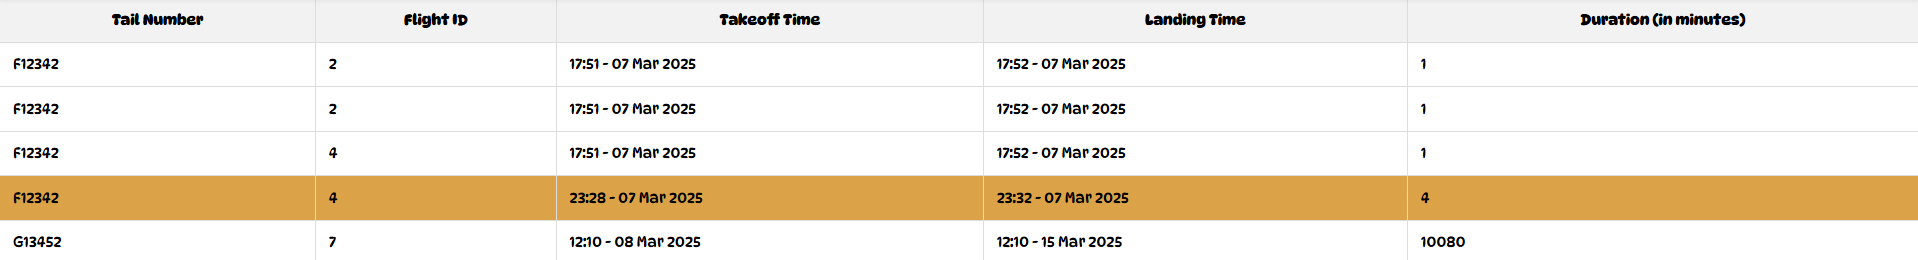 Tail Number Flight ID Takeoff Time Landing Time Duration (in minutes)
F12342 2 17:51 - 07 Mar 2025 17:52 - 07 Mar 2025 1
F12342 2 17:51 - 07 Mar 2025 17:52 - 07 Mar 2025 1
F12342 4 17:51 - 07 Mar 2025 17:52 - 07 Mar 2025 1
F12342 4 23:28 - 07 Mar 2025 23:32 - 07 Mar 2025 4
G13452 7 12:10 - 08 Mar 2025 12:10 - 15 Mar 2025 10080